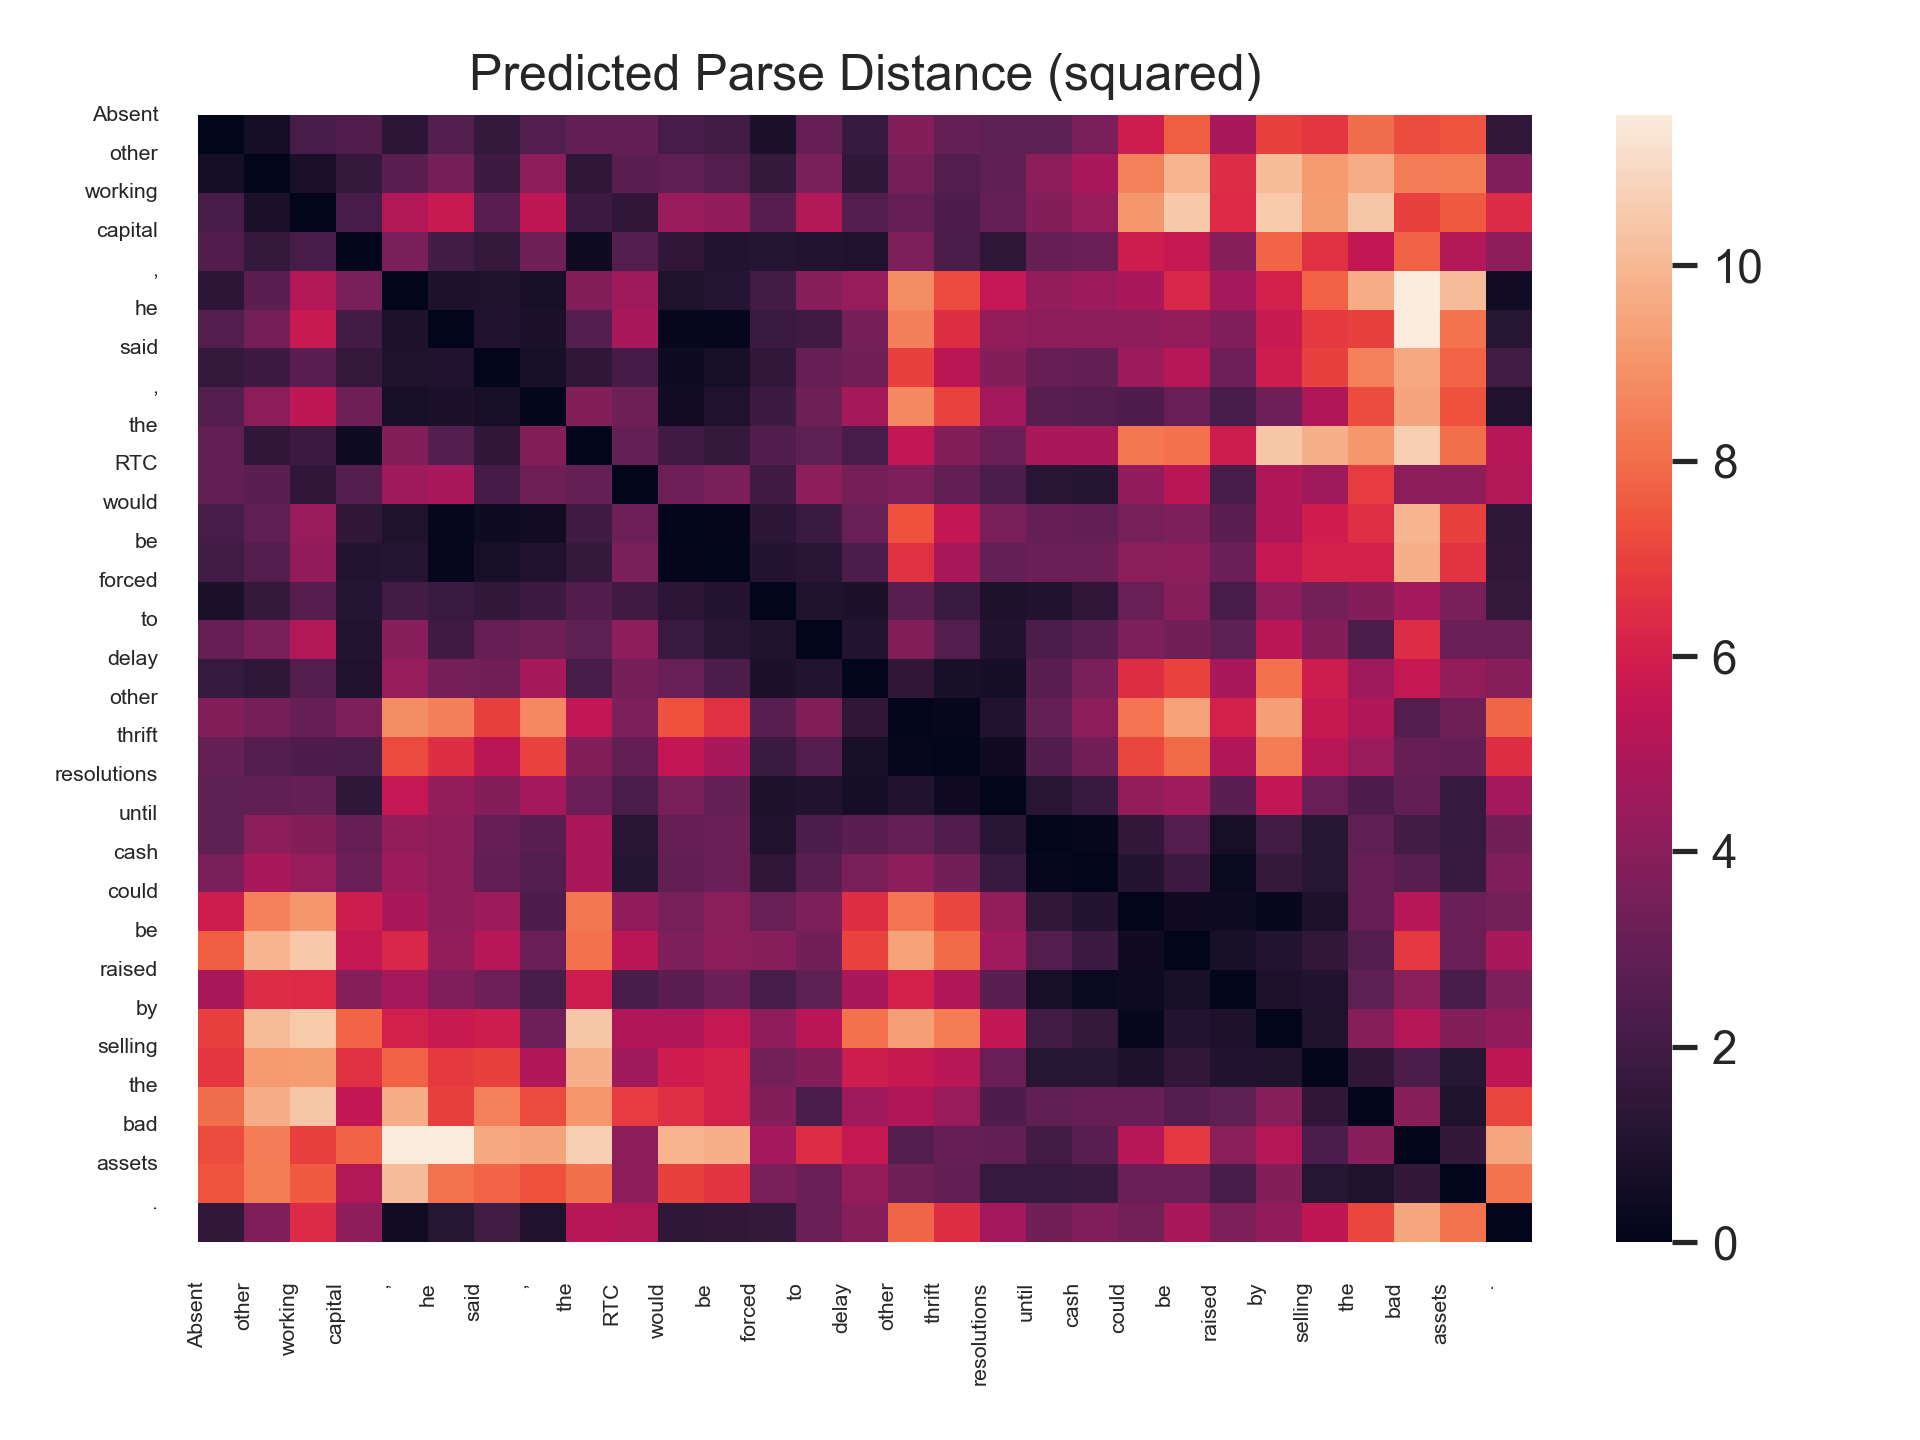 Predicted Parse Distance (squared)
Absent
other
working
capital
,
he
said
,
the
RTC
would
be
forced
to
delay
other
thrift
resolutions
until
cash
could
be
raised
by
selling
the
bad
assets
.
10
8
6
4
2
0
Absent
other
working
capital
,
he
said
,
the
RTC
would
be
forced
to
delay
other
thrift
resolutions
until
cash
could
be
raised
by
selling
the
bad
assets
.